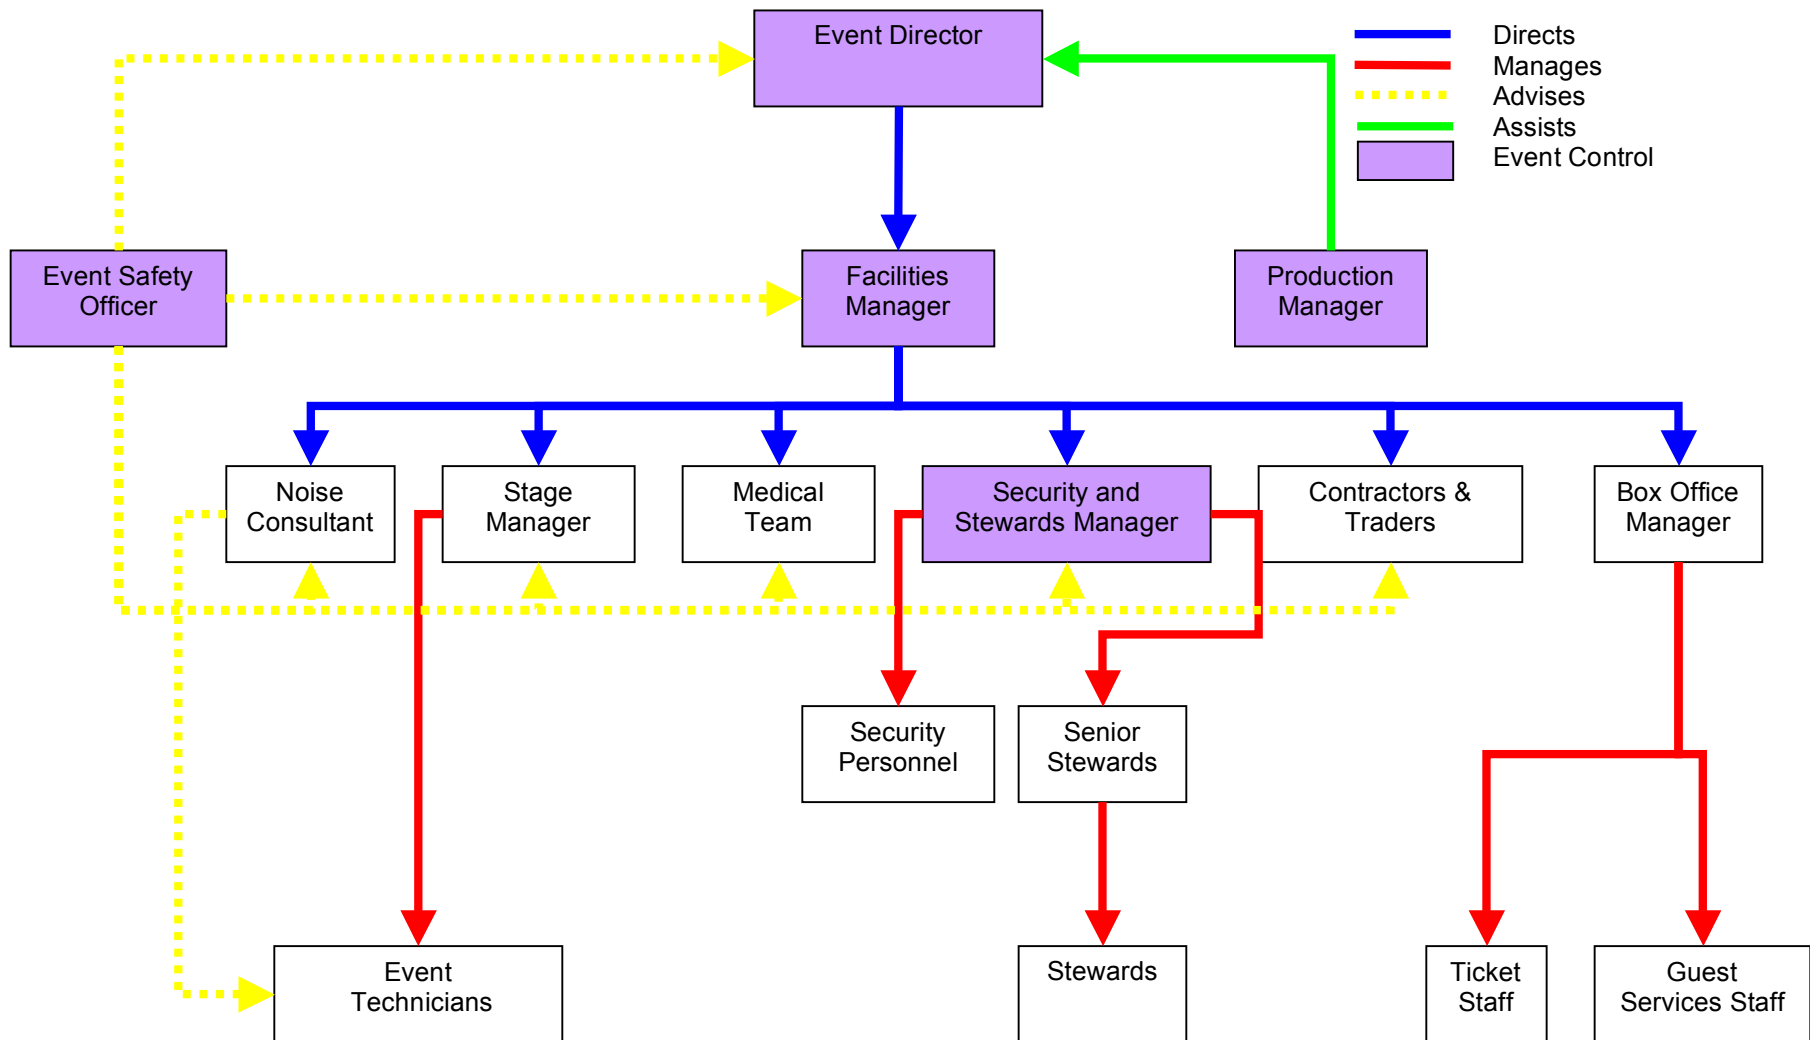 Event Director
Directs
Manages
Advises
Assists
Event Control
Event Safety
Officer
Facilities
Manager
Production
Manager
Noise
Consultant
Stage
Manager
Medical
Team
Security and
Stewards Manager
Contractors &
Traders
Box Office
Manager
Security
Personnel
Senior
Stewards
Event
Technicians
Stewards
Ticket
Staff
Guest
Services Staff